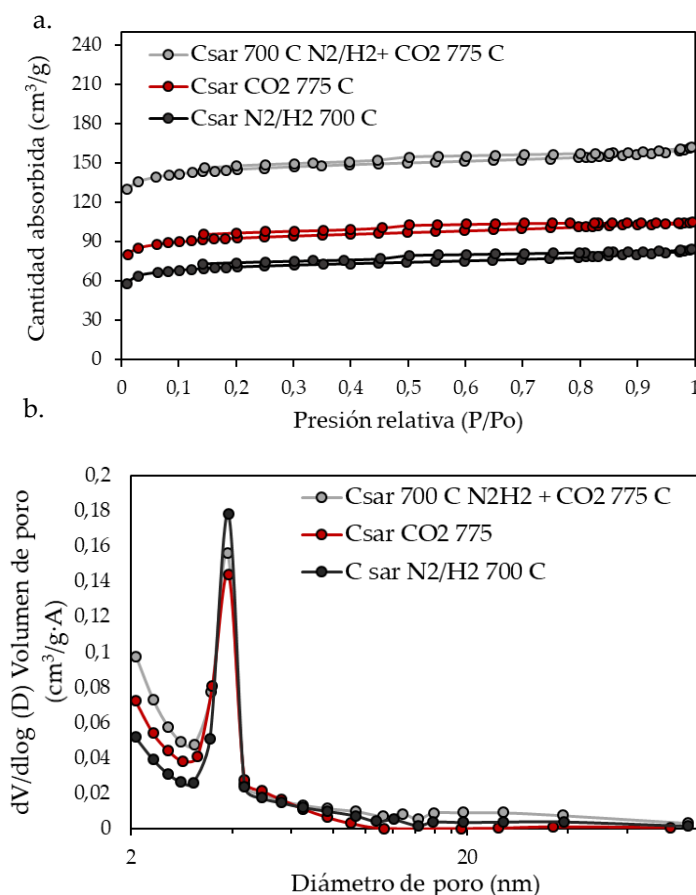 a.
Cantidad absorbida (cm³/g)
240
210
180
150
120
90
60
30
0
Csar 700 C N2/H2+ CO2 775 C
Csar CO2 775 C
Csar N2/H2 700 C
0 0,1 0,2 0,3 0,4 0,5 0,6 0,7 0,8 0,9 1
Presión relativa (P/Po)
b.
dV/dlog (D) Volumen de poro
(cm³/g·A)
0,2
0,18
0,16
0,14
0,12
0,1
0,08
0,06
0,04
0,02
0
Csar 700 C N2H2 + CO2 775 C
Csar CO2 775
C sar N2/H2 700 C
2 20
Diámetro de poro (nm)